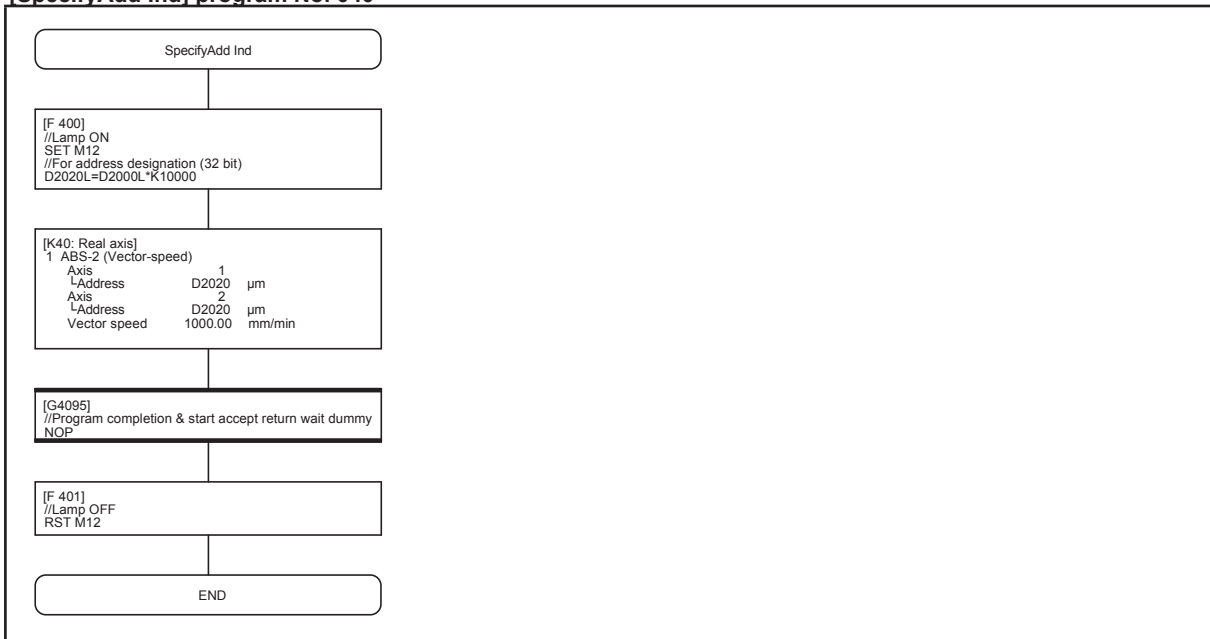 SpecifyAdd Ind
[F 400]
//Lamp ON
SET M12
//For address designation (32 bit)
D2020L=D2000L*K10000
[K40: Real axis]
1 ABS-2 (Vector-speed)
Axis 1
└Address D2020 µm
Axis 2
└Address D2020 µm
Vector speed 1000.00 mm/min
[G4095]
//Program completion & start accept return wait dummy
NOP
[F 401]
//Lamp OFF
RST M12
END